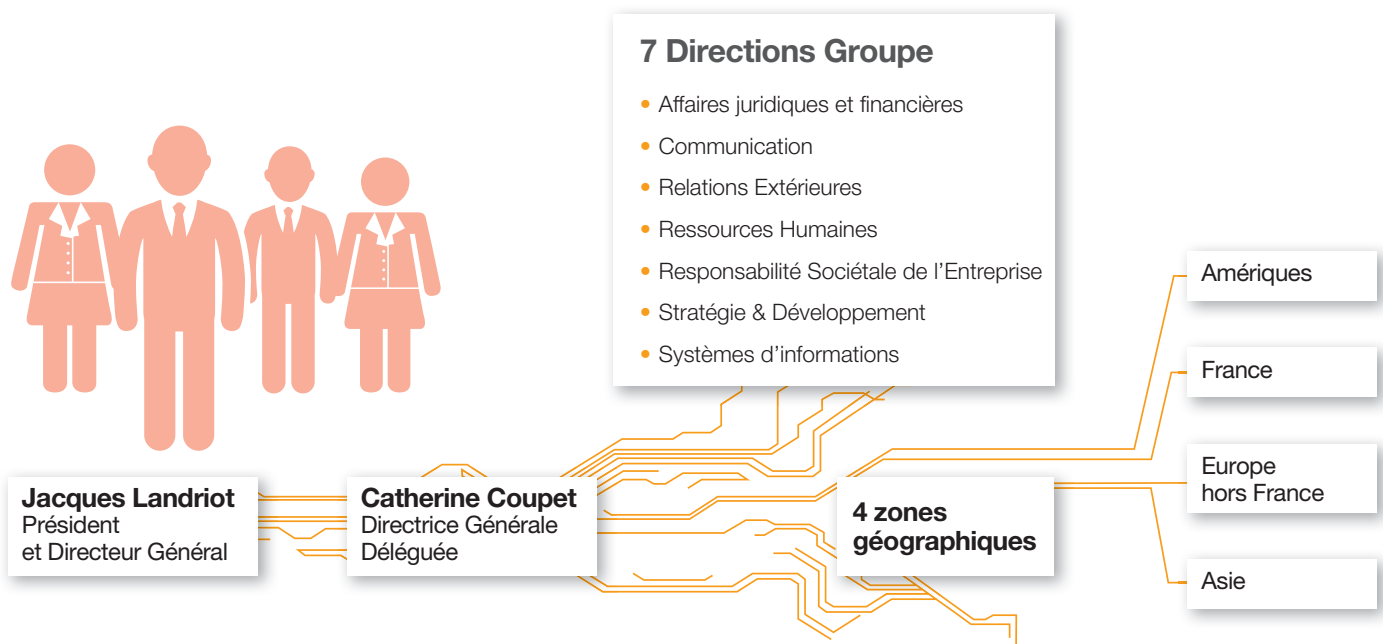 7 Directions Groupe
• Affaires juridiques et financières
• Communication
• Relations Extérieures
• Ressources Humaines
• Responsabilité Sociétale de l’Entreprise
• Stratégie & Développement
• Systèmes d’informations
Jacques Landriot
Président
et Directeur Général
Catherine Coupet
Directrice Générale
Déléguée
4 zones
géographiques
Amériques
France
Europe
hors France
Asie